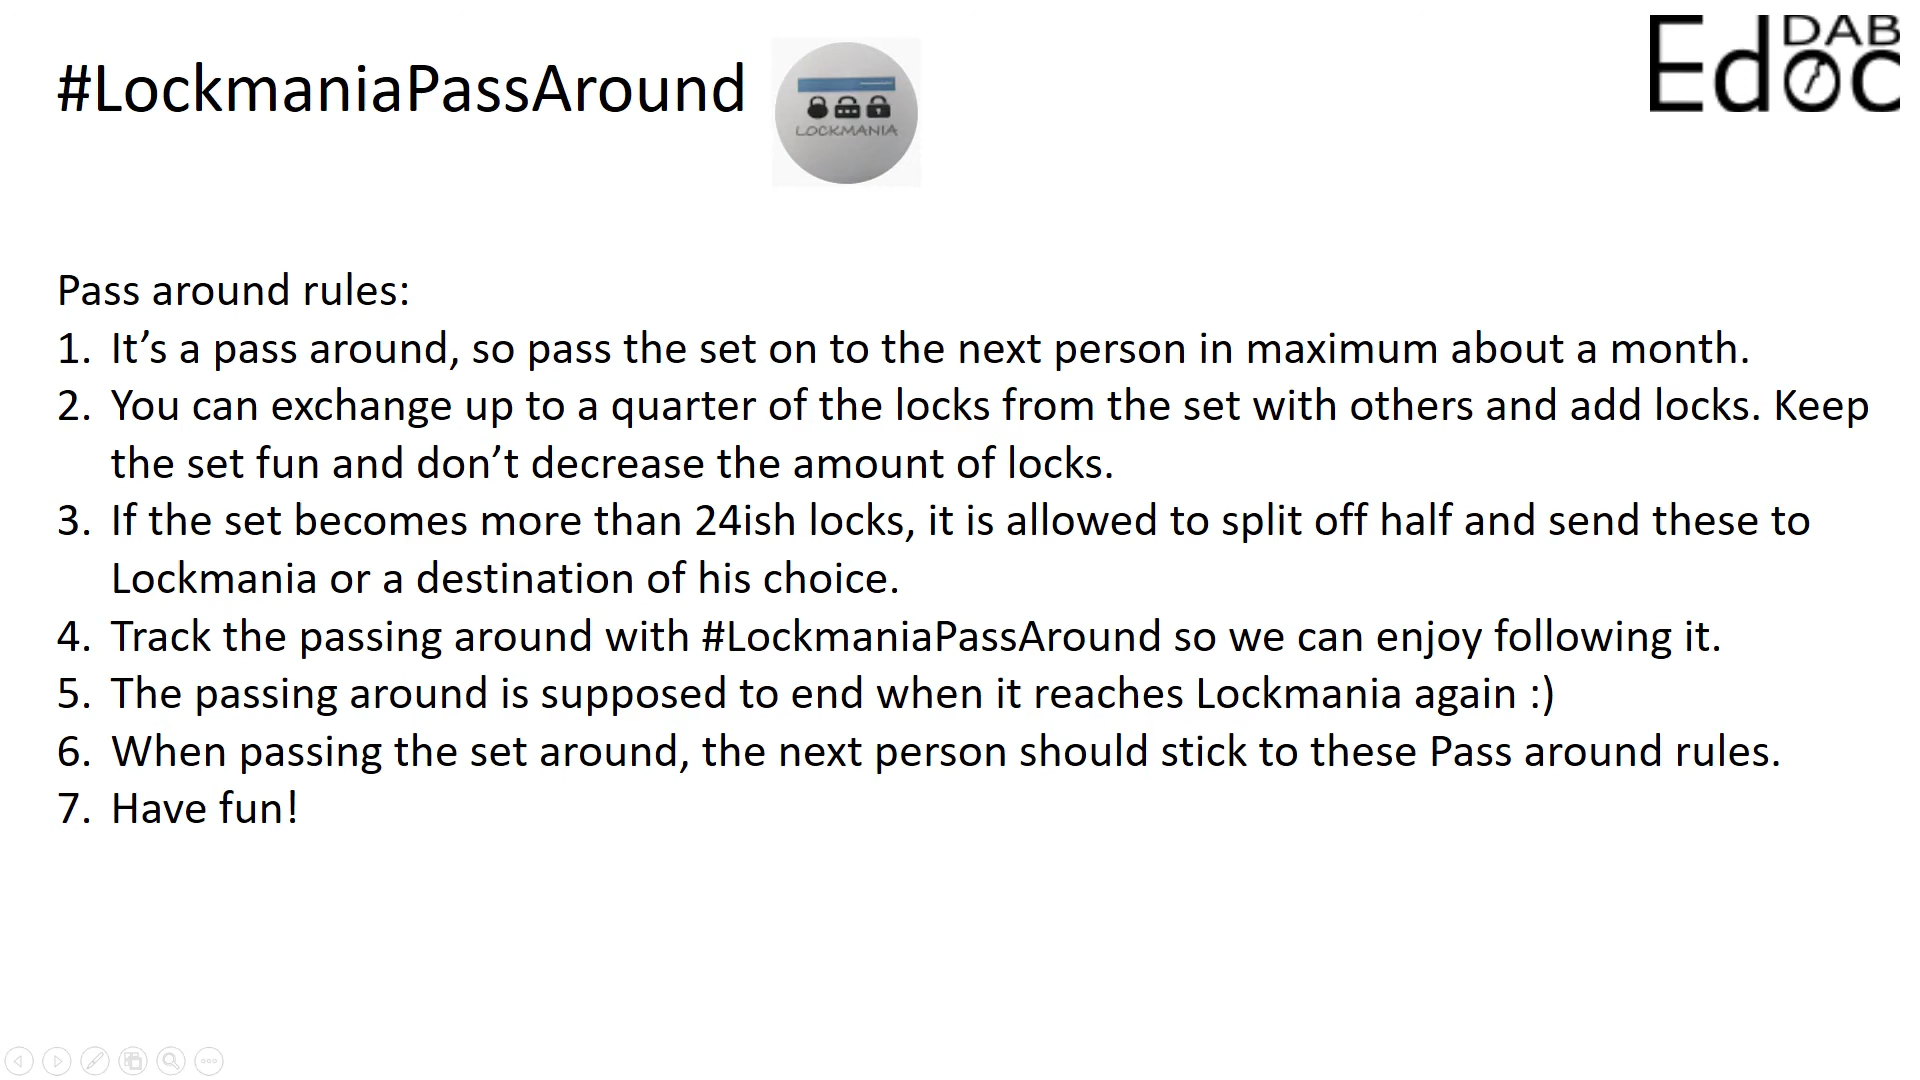 #LockmaniaPassAround
LOCKMANIA
DAB
Edoc
Pass around rules:
1. It’s a pass around, so pass the set on to the next person in maximum about a month.
2. You can exchange up to a quarter of the locks from the set with others and add locks. Keep
the set fun and don’t decrease the amount of locks.
3. If the set becomes more than 24ish locks, it is allowed to split off half and send these to
Lockmania or a destination of his choice.
4. Track the passing around with #LockmaniaPassAround so we can enjoy following it.
5. The passing around is supposed to end when it reaches Lockmania again :)
6. When passing the set around, the next person should stick to these Pass around rules.
7. Have fun!